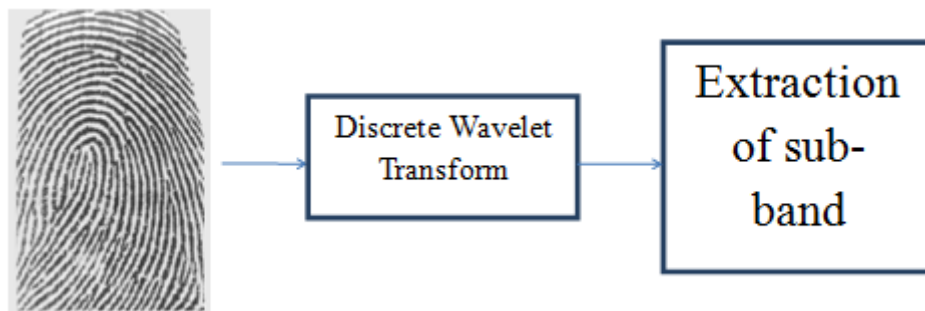 Discrete Wavelet
Transform
Extraction
of sub-
band